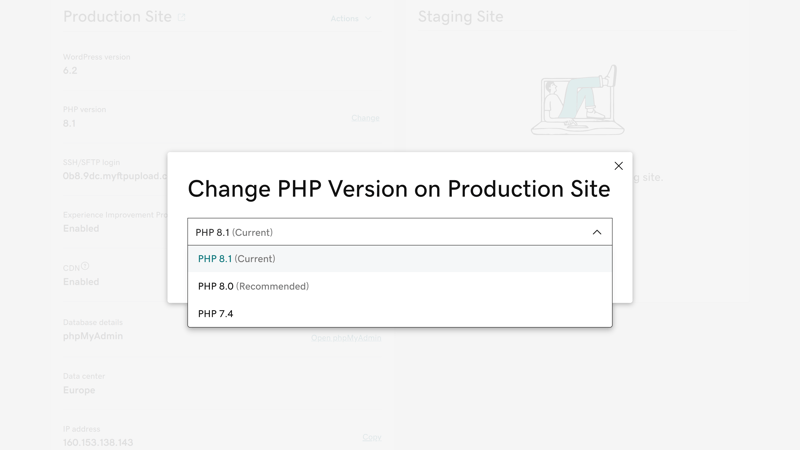 Production Site
Actions
Staging Site
WordPress version
6.2
PHP version
8.1
Change
SSH/SFTP login
0b8.9dc.myftpupload.c
g site.
Change PHP Version on Production Site
PHP 8.1 (Current)
PHP 8.1 (Current)
PHP 8.0 (Recommended)
PHP 7.4
Experience Improvement Pro
Enabled
CDN
Enabled
Database details
phpMyAdmin
Open phpMyAdmin
Data center
Europe
IP address
160.153.138.143
Copy